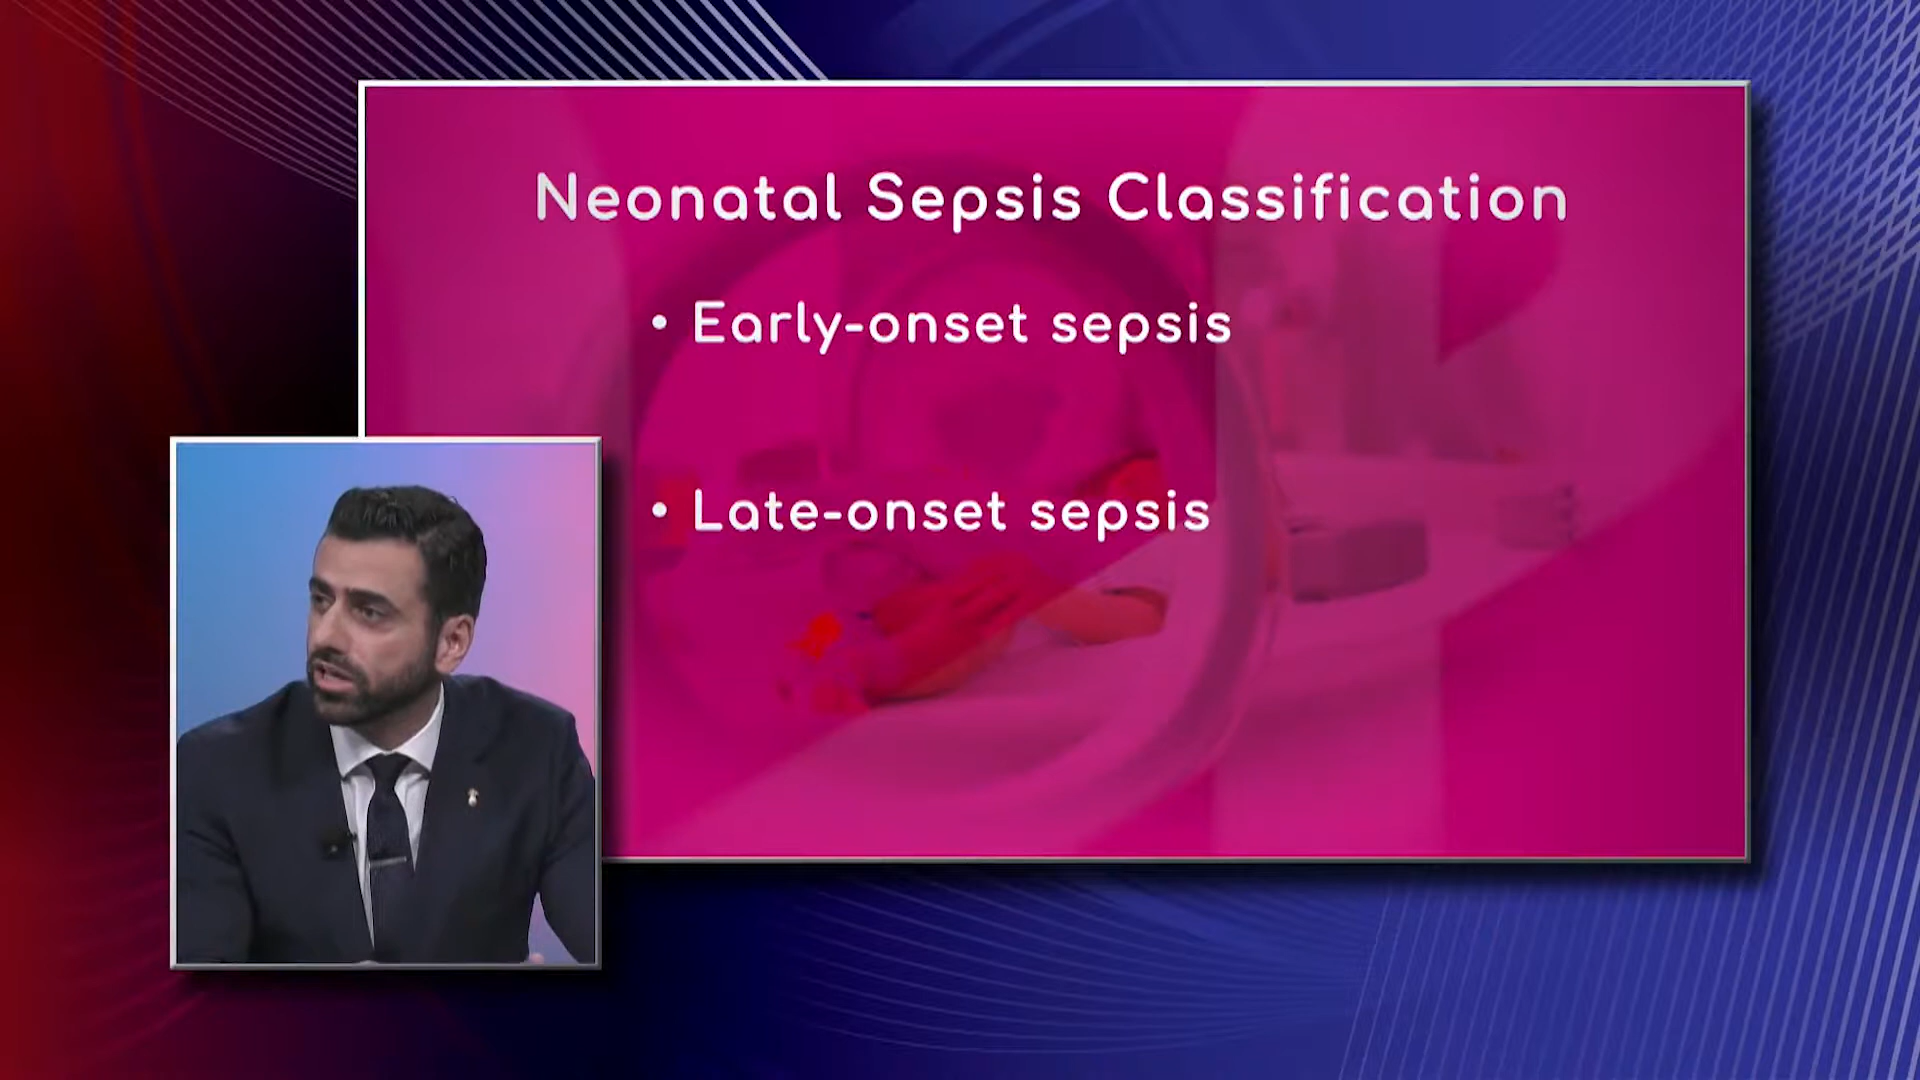 Neonatal Sepsis Classification
• Early-onset sepsis
• Late-onset sepsis